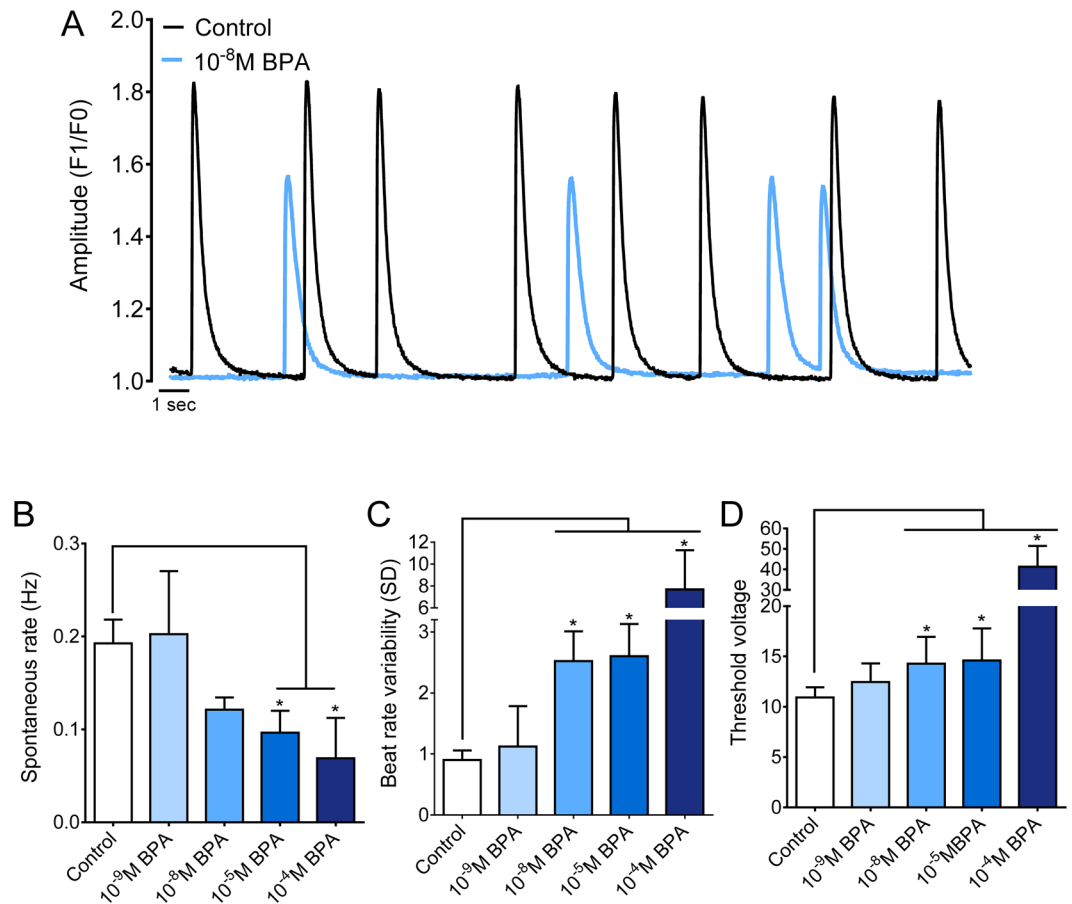 A
2.0
1.8
1.6
1.4
1.2
1.0
Amplitude (F1/F0)
Control
10⁻⁸M BPA
1 sec
B
0.3
0.2
0.1
0.0
Spontaneous rate (Hz)
* *
Control
10⁻⁹M BPA
10⁻⁸M BPA
10⁻⁵M BPA
10⁻⁴M BPA
C
12
10
8
6
3
2
1
0
Beat rate variability (SD)
* * *
Control
10⁻⁹M BPA
10⁻⁸M BPA
10⁻⁵M BPA
10⁻⁴M BPA
D
60
50
40
30
20
15
10
5
0
Threshold voltage
* * *
Control
10⁻⁹M BPA
10⁻⁸M BPA
10⁻⁵MBPA
10⁻⁴M BPA